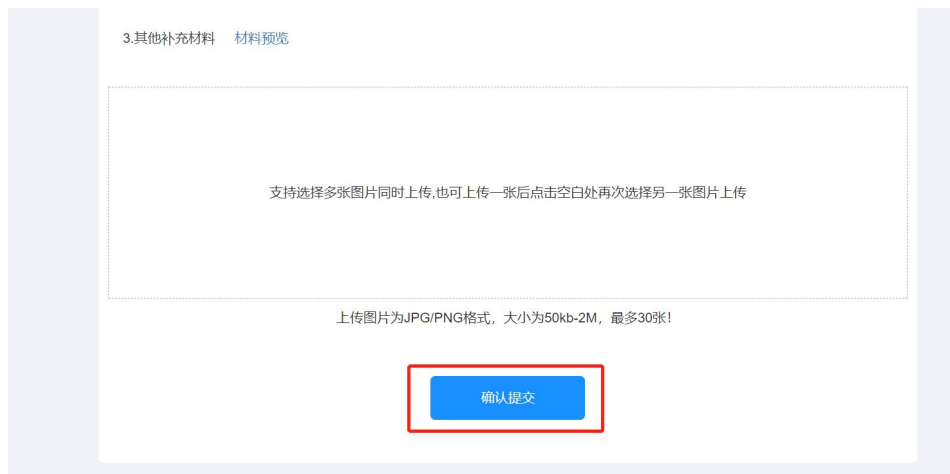 3.其他补充材料 材料预览
支持选择多张图片同时上传,也可上传一张后点击空白处再次选择另一张图片上传
上传图片为JPG/PNG格式，大小为50kb-2M，最多30张！
确认提交